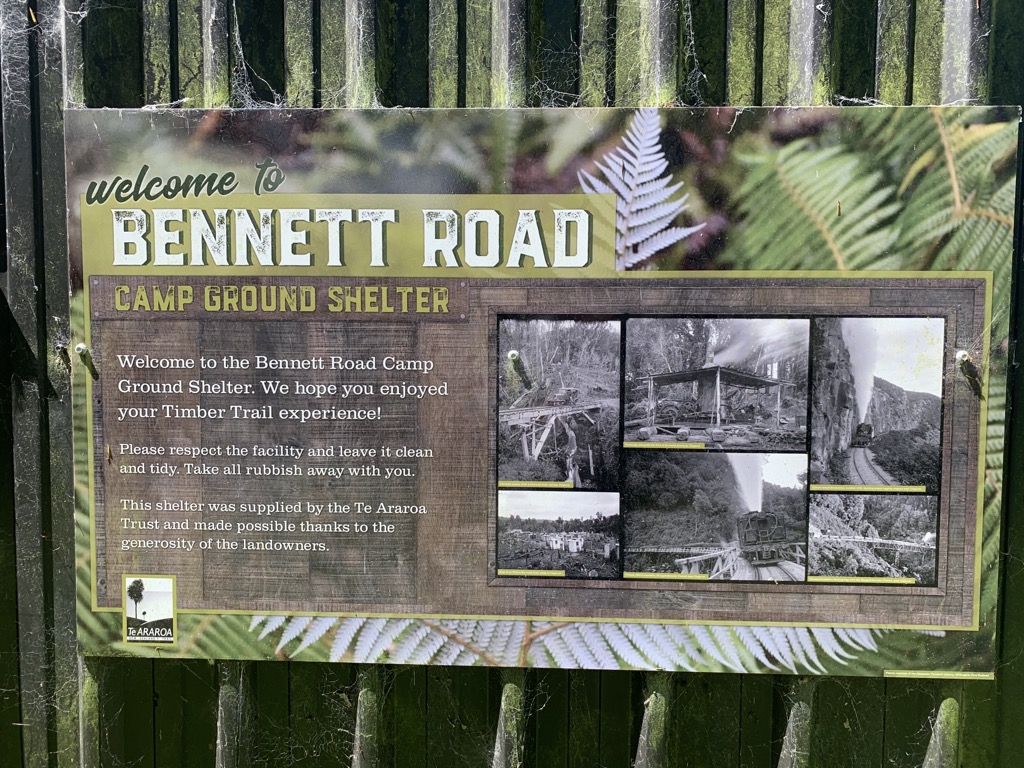 welcome to
BENNETT ROAD
CAMP GROUND SHELTER
Welcome to the Bennett Road Camp
Ground Shelter. We hope you enjoyed
your Timber Trail experience!
Please respect the facility and leave it clean
and tidy. Take all rubbish away with you.
This shelter was supplied by the Te Araroa
Trust and made possible thanks to the
generosity of the landowners.
Te ARAROA